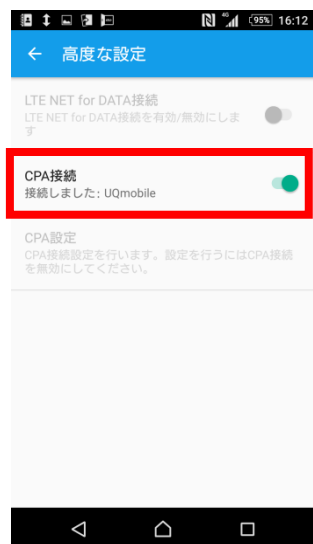 4G 95% 16:12
← 高度な設定
LTE NET for DATA接続
LTE NET for DATA接続を有効/無効にしま
す
CPA接続
接続しました: UQmobile
CPA設定
CPA接続設定を行います。設定を行うにはCPA接続
を無効にしてください。